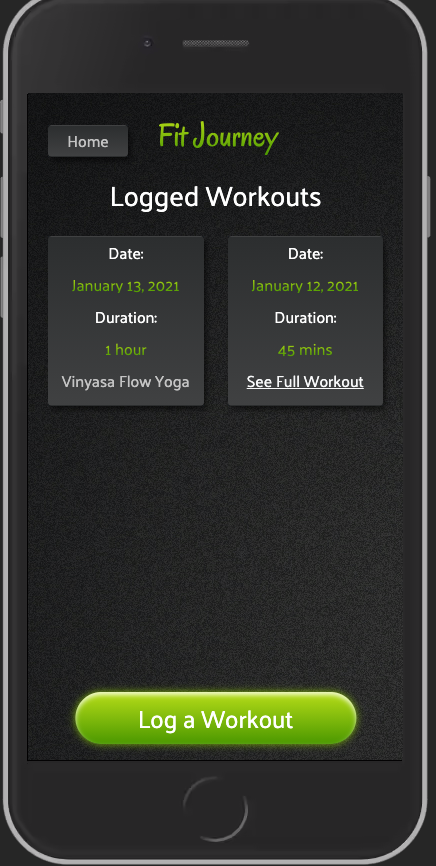 Home
Fit Journey
Logged Workouts
Date:
January 13, 2021
Duration:
1 hour
Vinyasa Flow Yoga
Date:
January 12, 2021
Duration:
45 mins
See Full Workout
Log a Workout